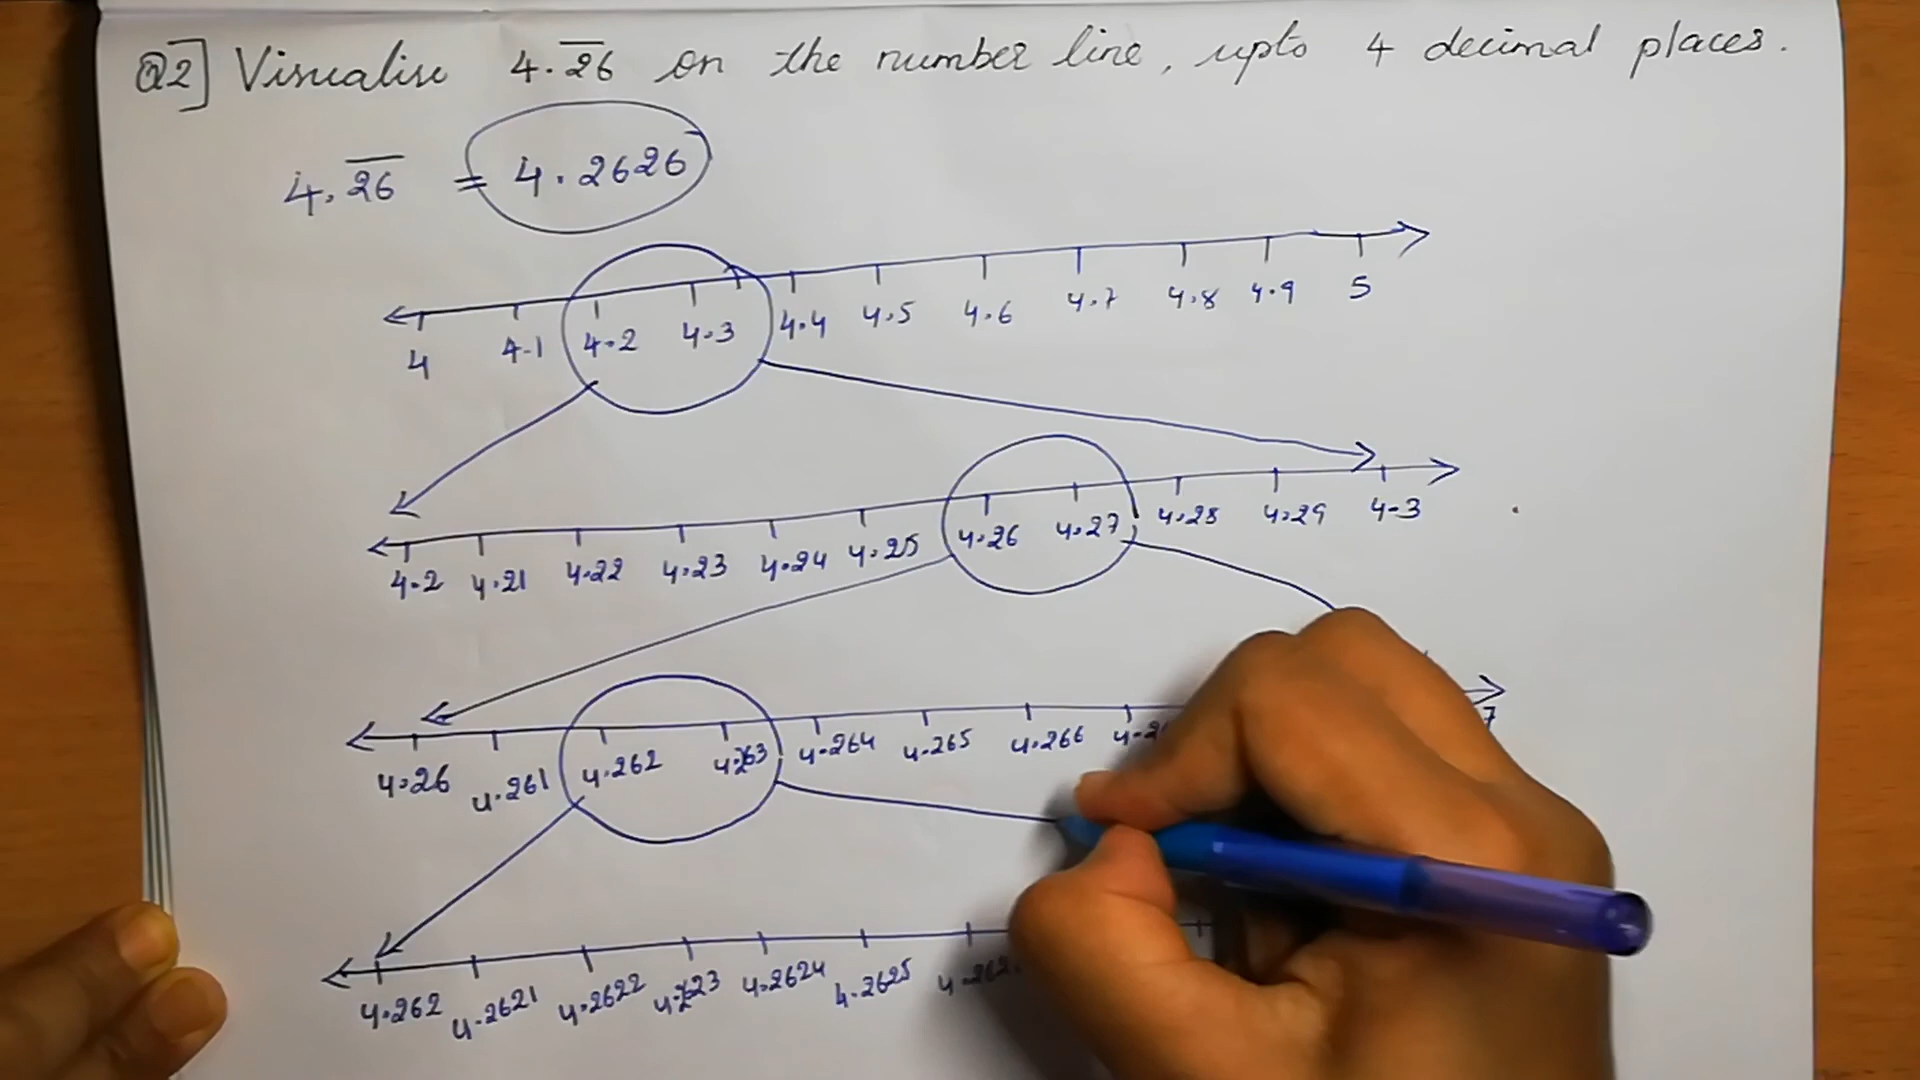 Q2] Visualise 4.2̅6̅ on the number line, upto 4 decimal places.
4.2̅6̅ = 4.2626
4 4.1 4.2 4.3 4.4 4.5 4.6 4.7 4.8 4.9 5
4.2 4.21 4.22 4.23 4.24 4.25 4.26 4.27 4.28 4.29 4.3
4.26 4.261 4.262 4.263 4.264 4.265 4.266
4.262 4.2621 4.2622 4.2624 4.2625